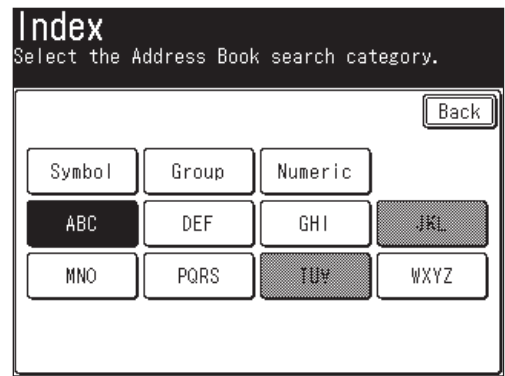 Index
Select the Address Book search category.
Back
Symbol Group Numeric
ABC DEF GHI JKL
MNO PQRS TUV WXYZ